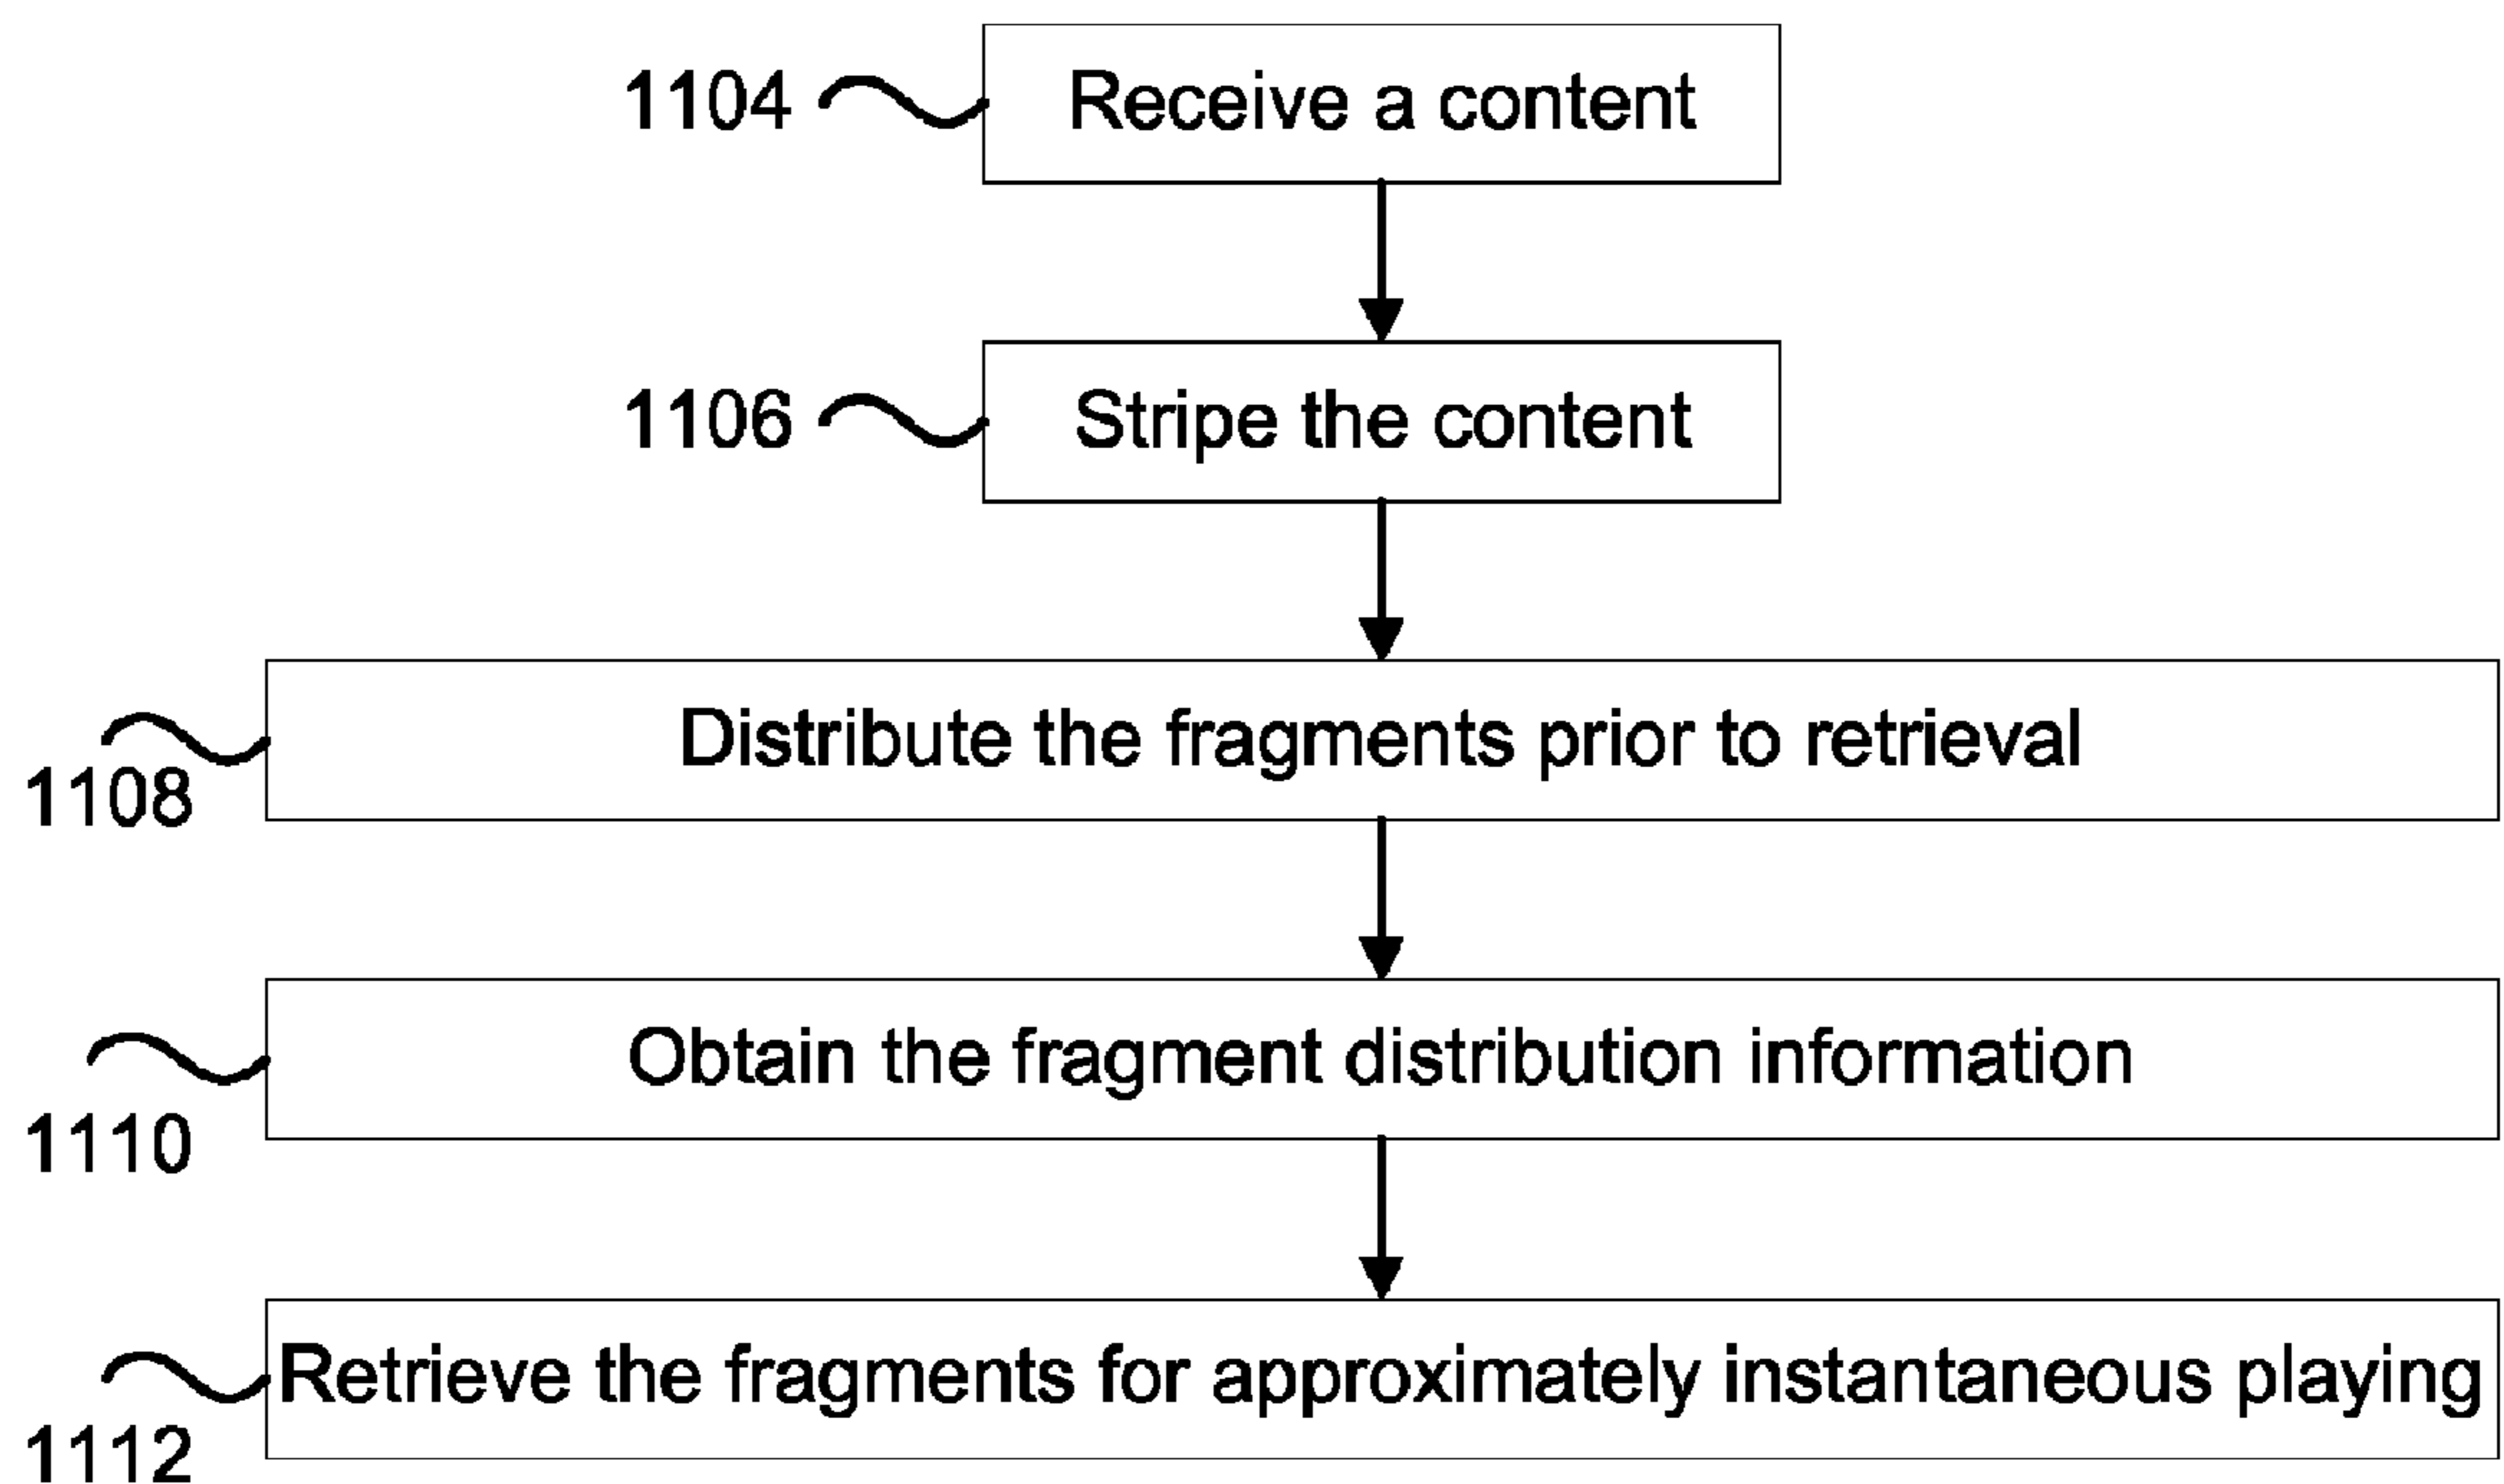 1104 Receive a content
1106 Stripe the content
Distribute the fragments prior to retrieval
1108
Obtain the fragment distribution information
1110
Retrieve the fragments for approximately instantaneous playing
1112